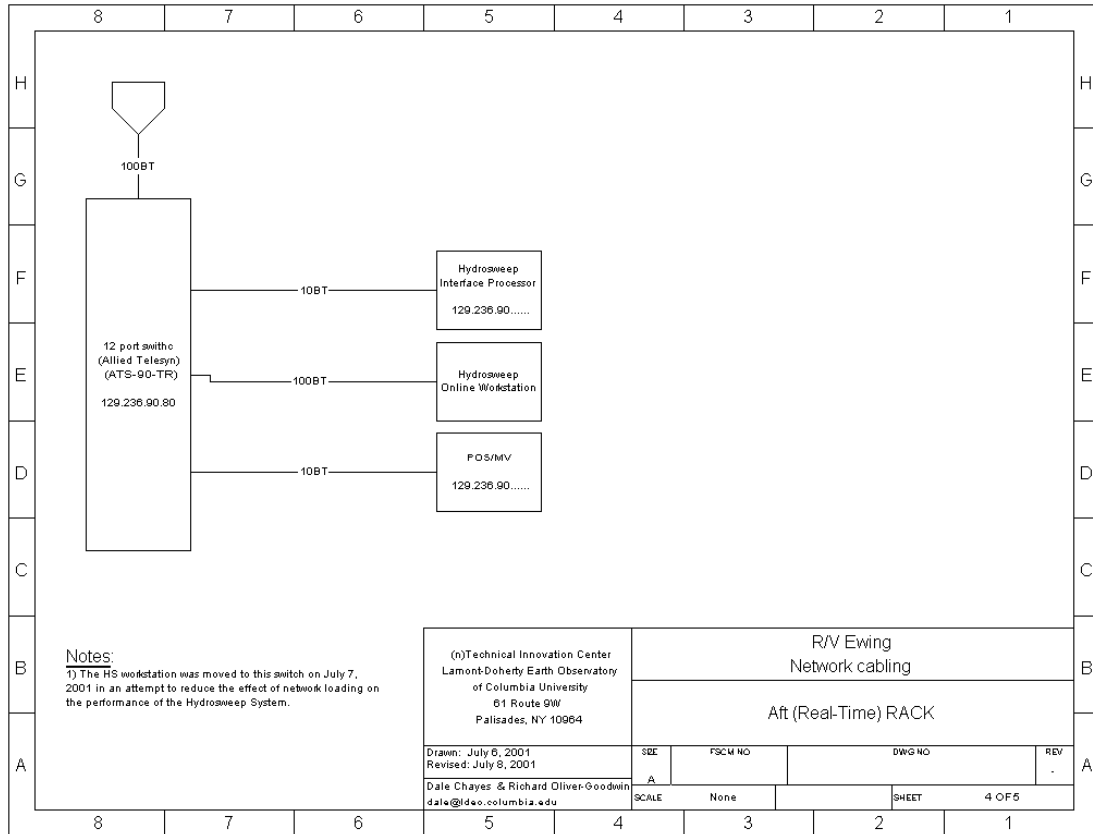 8 7 6 5 4 3 2 1
H H
100BT
G G
F F
Hydrosweep
Interface Processor
129.236.90......
10BT
12 port swithc
(Allied Telesyn)
(ATS-90-TR)
129.236.90.80
E E
100BT
Hydrosweep
Online Workstation
D D
10BT
POS/MV
129.236.90......
C C
B B
Notes:
1) The HS workstation was moved to this switch on July 7,
2001 in an attempt to reduce the effect of network loading on
the performance of the Hydrosweep System.
(n)Technical Innovation Center
Lamont-Doherty Earth Observatory
of Columbia University
61 Route 9W
Palisades, NY 10964
R/V Ewing
Network cabling
Aft (Real-Time) RACK
A A
Drawn: July 6, 2001
Revised: July 8, 2001
Dale Chayes & Richard Oliver-Goodwin
dale@ldeo.columbia.edu
SIZE
A
FSCM NO
DWG NO
REV
-
SCALE None
SHEET 4 OF 5
8 7 6 5 4 3 2 1